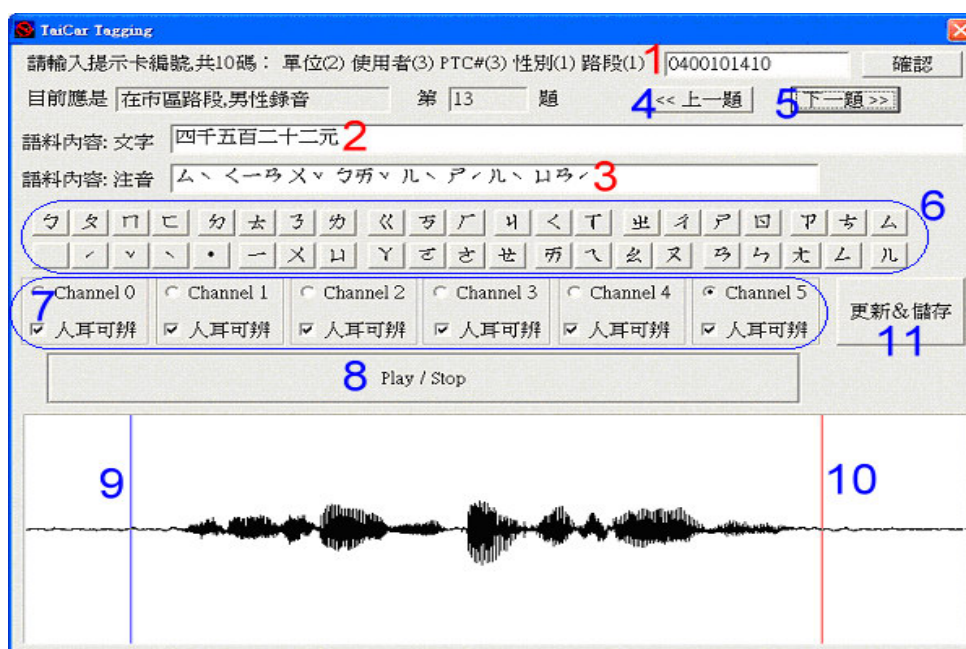 TaiCar Tagging
請輸入提示卡編號,共10碼： 單位(2) 使用者(3) PTC#(3) 性別(1) 路段(1) 1 0400101410 確認
目前應是 在市區路段,男性錄音 第 13 題 4 << 上一題 5 下一題 >>
語料內容: 文字 四千五百二十二元 2
語料內容: 注音 ㄙˋ ㄑㄧㄢ ㄨˇ ㄅㄞˇ ㄦˋ ㄕˊ ㄦˋ ㄩㄢˊ 3
ㄅ ㄆ ㄇ ㄈ ㄉ ㄊ ㄋ ㄌ ㄍ ㄎ ㄏ ㄐ ㄑ ㄒ ㄓ ㄔ ㄕ ㄖ ㄗ ㄘ ㄙ 6
ˊ ˇ ˋ ˙ ㄧ ㄨ ㄩ ㄚ ㄛ ㄜ ㄝ ㄞ ㄟ ㄠ ㄡ ㄢ ㄣ ㄤ ㄥ ㄦ
7 Channel 0 Channel 1 Channel 2 Channel 3 Channel 4 Channel 5
人耳可辨 人耳可辨 人耳可辨 人耳可辨 人耳可辨 人耳可辨
更新&儲存
11
8 Play / Stop
9 10